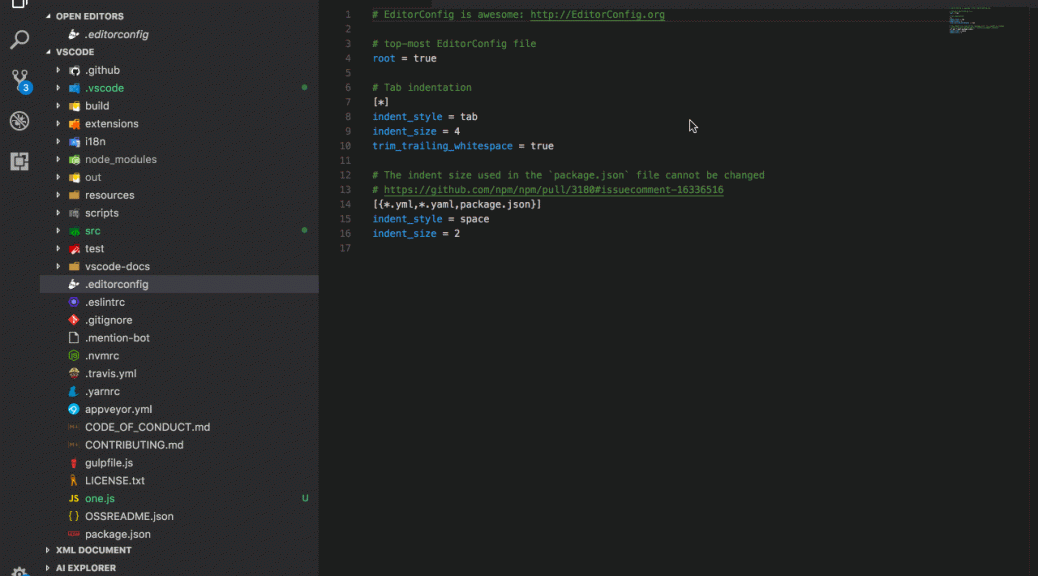 OPEN EDITORS
.editorconfig
VSCODE
.github
.vscode
build
extensions
i18n
node_modules
out
resources
scripts
src
test
vscode-docs
.editorconfig
.eslintrc
.gitignore
.mention-bot
.nvmrc
.travis.yml
.yarnrc
appveyor.yml
CODE_OF_CONDUCT.md
CONTRIBUTING.md
gulpfile.js
LICENSE.txt
JS one.js U
{} OSSREADME.json
package.json
XML DOCUMENT
AI EXPLORER
3
1 # EditorConfig is awesome: http://EditorConfig.org
2
3 # top-most EditorConfig file
4 root = true
5
6 # Tab indentation
7 [*]
8 indent_style = tab
9 indent_size = 4
10 trim_trailing_whitespace = true
11
12 # The indent size used in the `package.json` file cannot be changed
13 # https://github.com/npm/npm/pull/3180#issuecomment-16336516
14 [{*.yml,*.yaml,package.json}]
15 indent_style = space
16 indent_size = 2
17